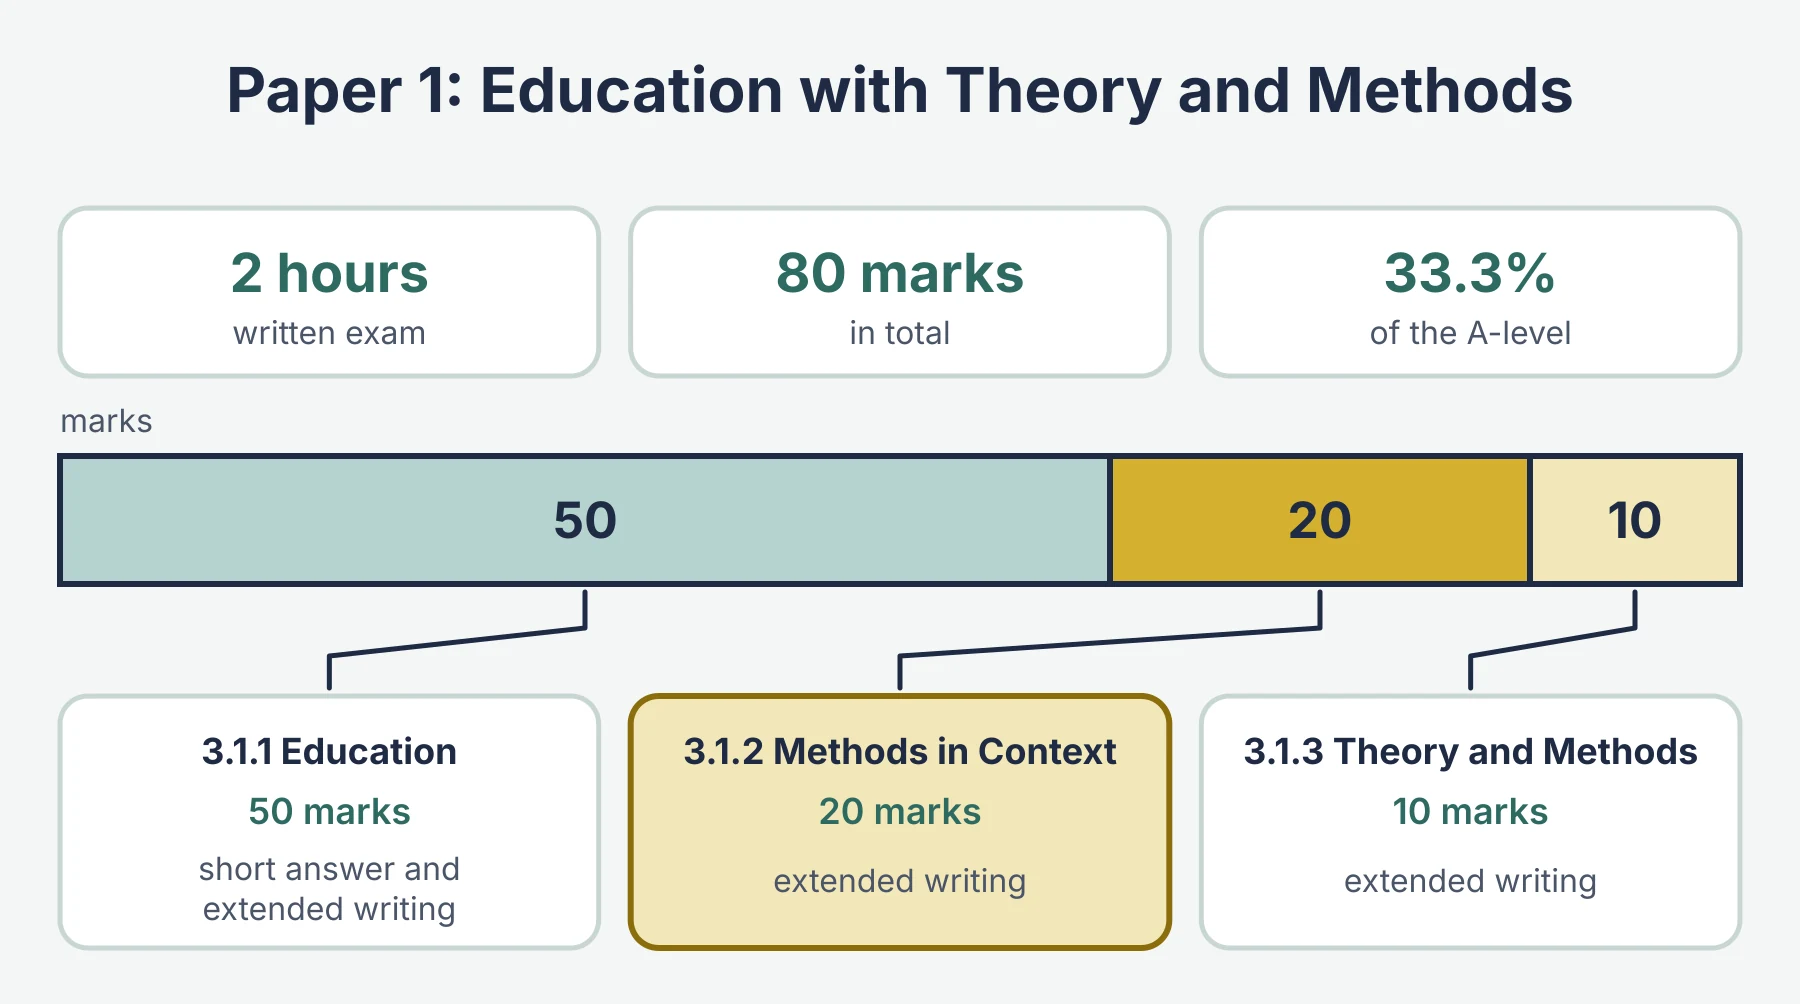 Paper 1: Education with Theory and Methods
2 hours
written exam
80 marks
in total
33.3%
of the A-level
marks
50
20
10
3.1.1 Education
50 marks
short answer and
extended writing
3.1.2 Methods in Context
20 marks
extended writing
3.1.3 Theory and Methods
10 marks
extended writing